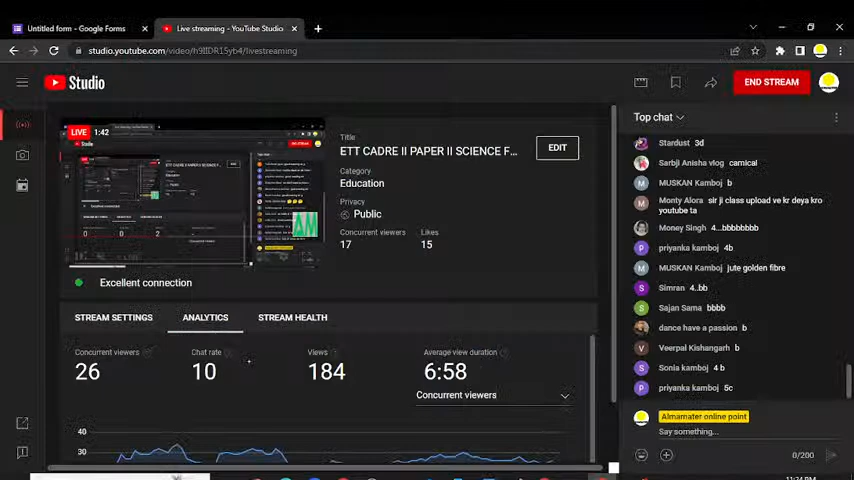 Untitled form - Google Forms
Live streaming - YouTube Studio
studio.youtube.com/video/h9IIDR15yb4/livestreaming
Studio
END STREAM
LIVE 1:42
Title
ETT CADRE II PAPER II SCIENCE F...
EDIT
Category
Education
Privacy
Public
Concurrent viewers
Likes
17
15
Excellent connection
STREAM SETTINGS
ANALYTICS
STREAM HEALTH
Concurrent viewers
Chat rate
Views
Average view duration
26
10
184
6:58
Concurrent viewers
40
30
Top chat
Stardust 3d
Sarbji Anisha vlog camical
MUSKAN Kamboj b
Monty Alora sir ji class upload ve kr deya kro
youtube ta
Money Singh 4...bbbbbbbb
priyanka kamboj 4b
MUSKAN Kamboj jute golden fibre
Simran 4..bb
Sajan Sama bbbb
dance have a passion b
Veerpal Kishangarh b
Sonia kamboj 4 b
priyanka kamboj 5c
Almamater online point
Say something...
0/200